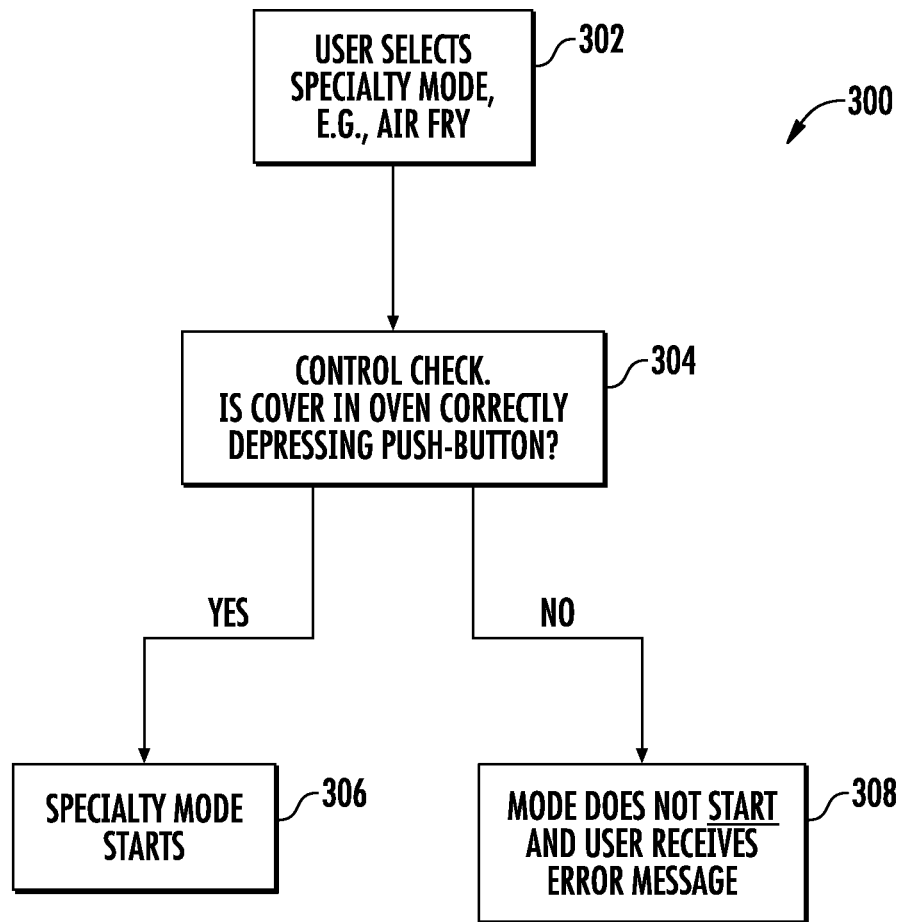 USER SELECTS
SPECIALTY MODE,
E.G., AIR FRY
302
300
CONTROL CHECK.
IS COVER IN OVEN CORRECTLY
DEPRESSING PUSH-BUTTON?
304
YES
NO
SPECIALTY MODE
STARTS
306
MODE DOES NOT START
AND USER RECEIVES
ERROR MESSAGE
308